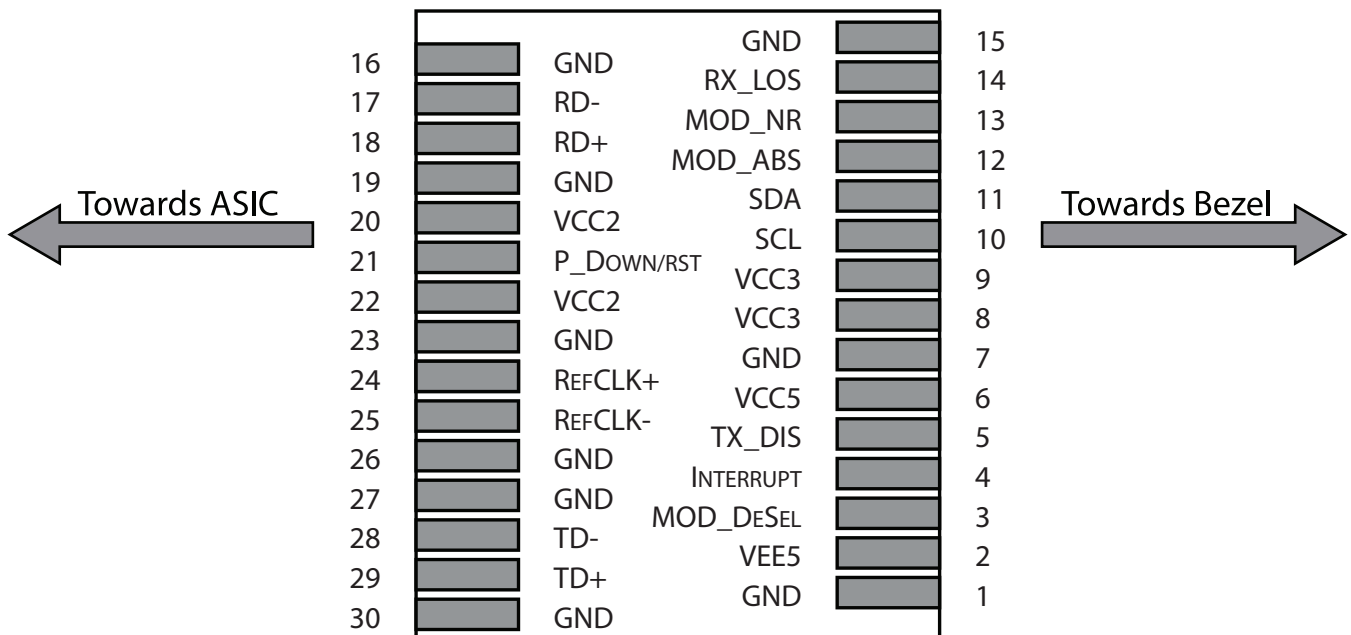 GND 15
16 GND
RX_LOS 14
17 RD-
MOD_NR 13
18 RD+
MOD_ABS 12
19 GND
SDA 11
Towards ASIC
Towards Bezel
20 VCC2
SCL 10
21 P_DOWN/RST
VCC3 9
22 VCC2
VCC3 8
23 GND
GND 7
24 REFCLK+
VCC5 6
25 REFCLK-
TX_DIS 5
26 GND
INTERRUPT 4
27 GND
MOD_DESEL 3
28 TD-
VEE5 2
29 TD+
GND 1
30 GND